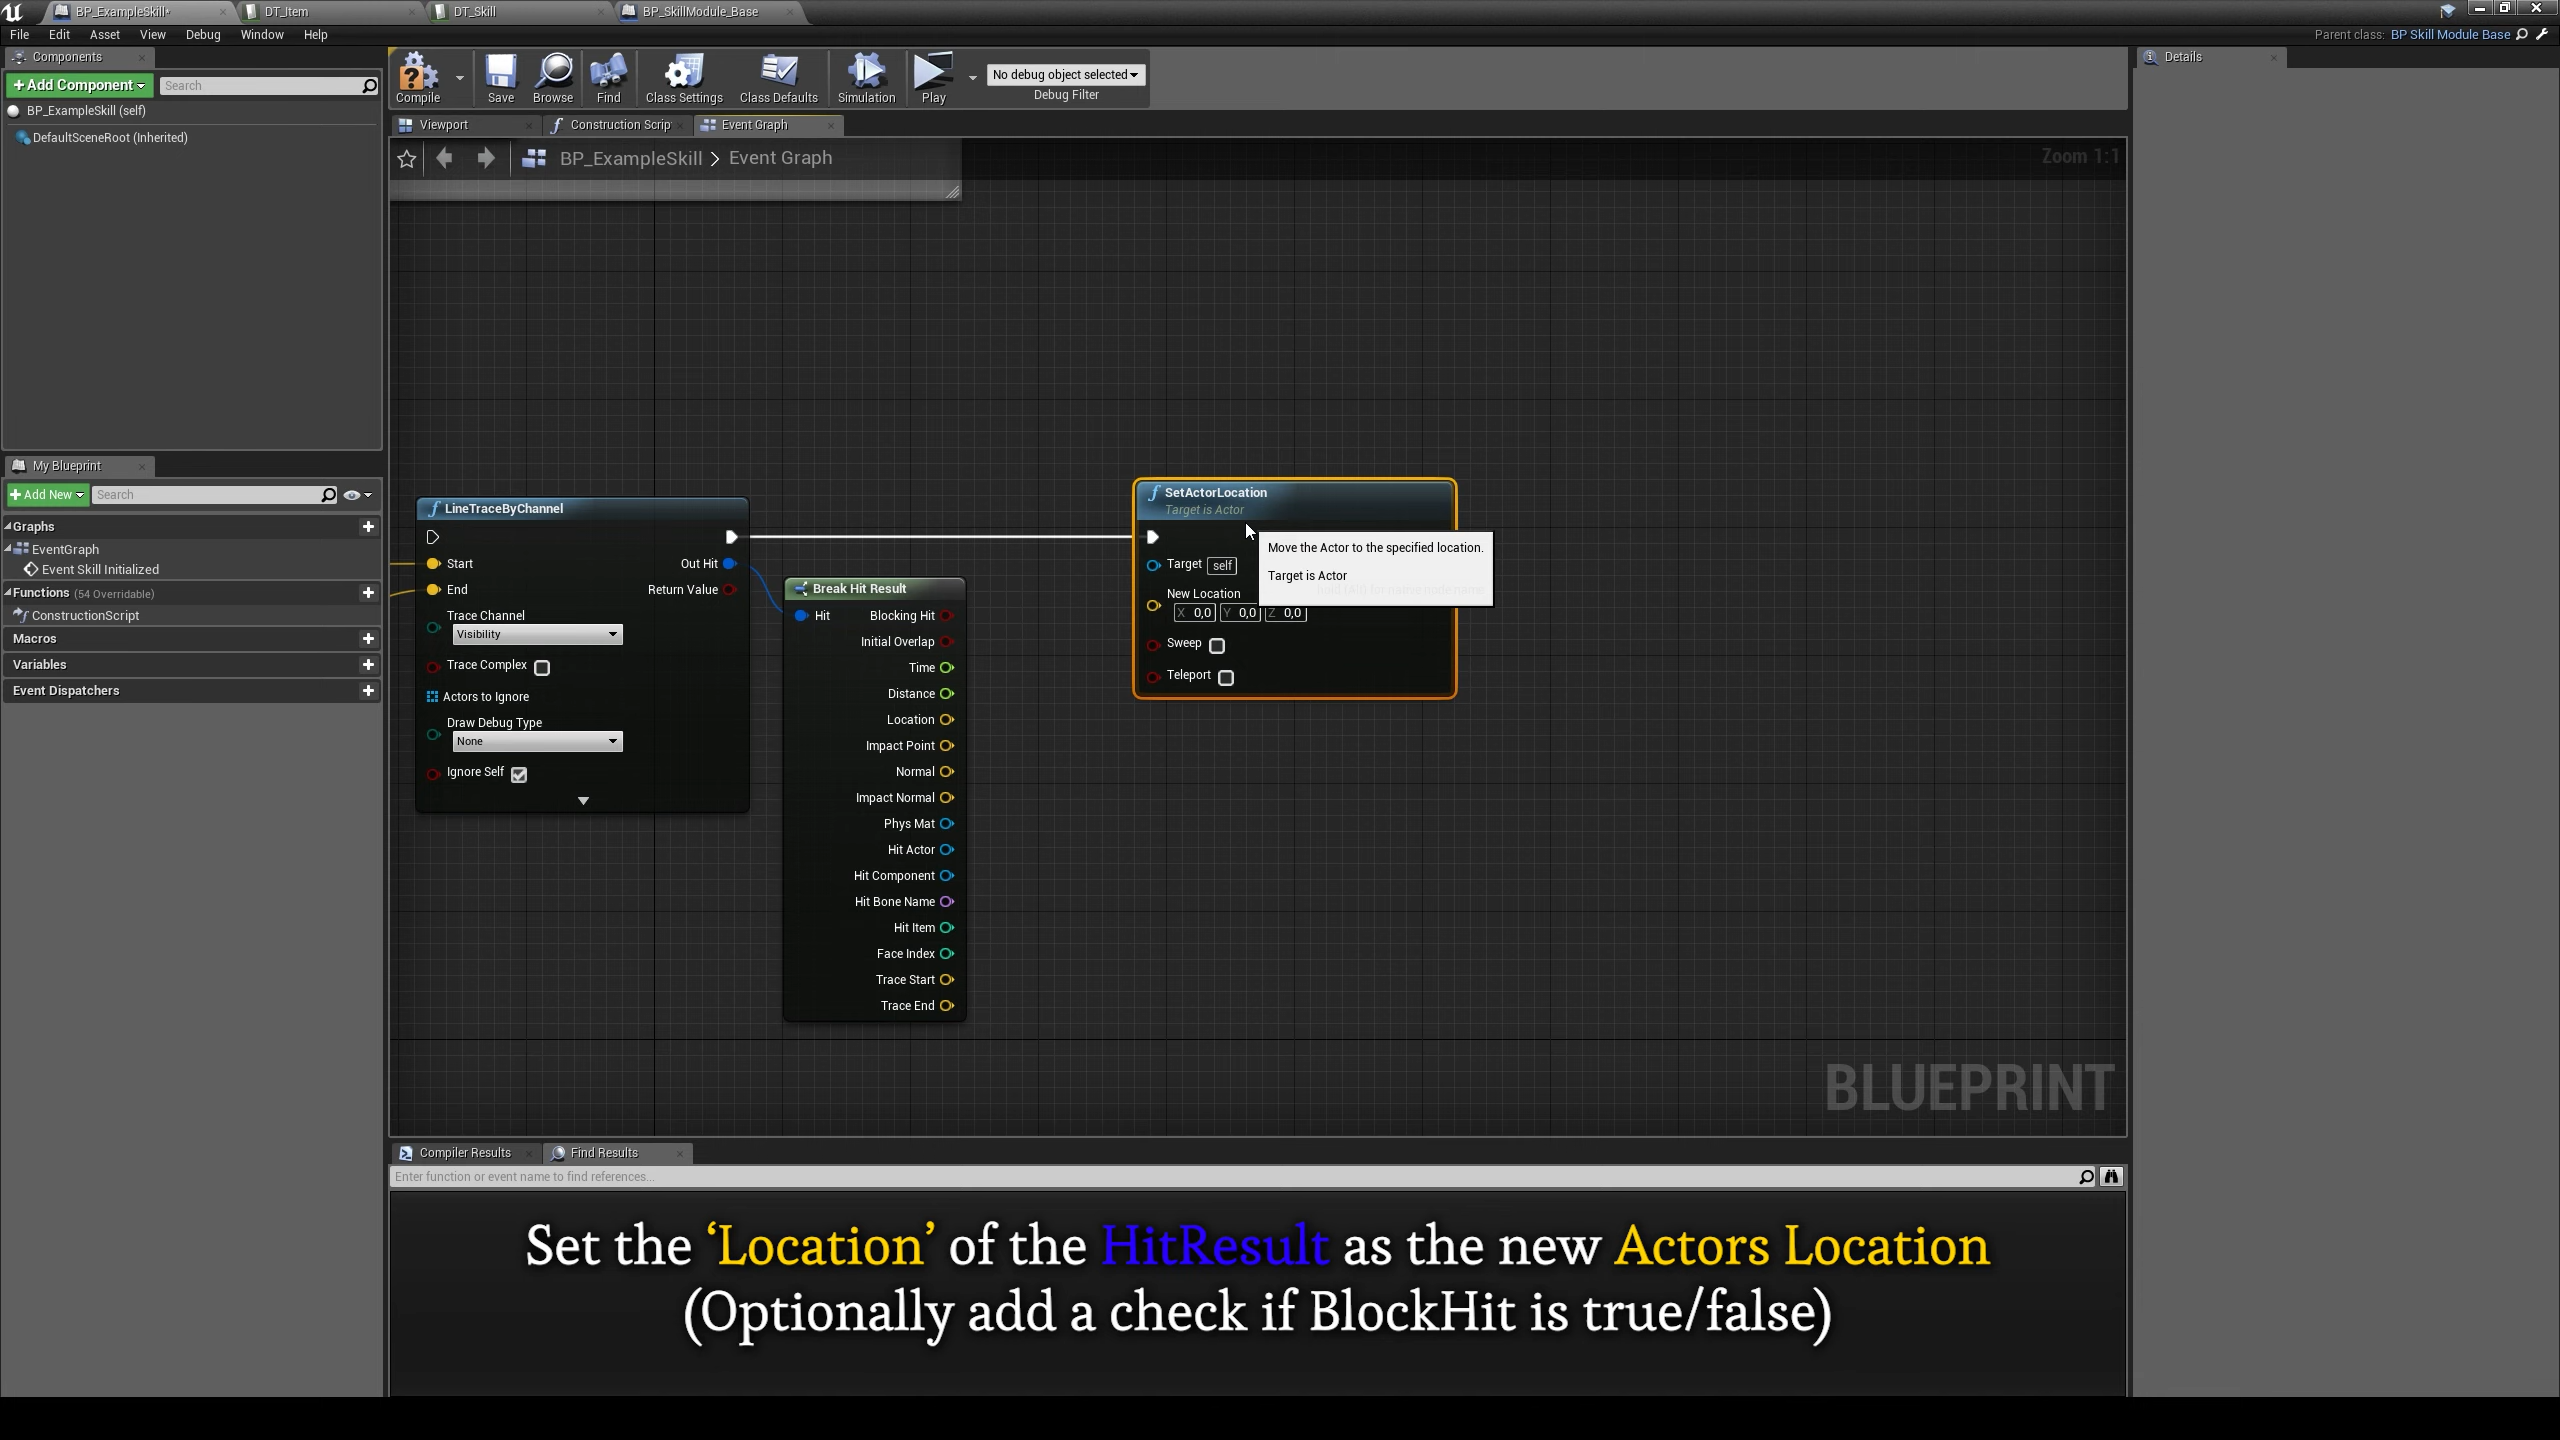 BP_ExampleSkill*
DT_Item
DT_Skill
BP_SkillModule_Base
File Edit Asset View Debug Window Help
Parent class: BP Skill Module Base
Components
+Add Component
Search
BP_ExampleSkill (self)
DefaultSceneRoot (Inherited)
Compile
Save
Browse
Find
Class Settings
Class Defaults
Simulation
Play
No debug object selected
Debug Filter
Details
Viewport
Construction Scrip
Event Graph
BP_ExampleSkill > Event Graph
Zoom 1:1
My Blueprint
+Add New
Search
Graphs
EventGraph
Event Skill Initialized
Functions (54 Overridable)
ConstructionScript
Macros
Variables
Event Dispatchers
LineTraceByChannel
Start
Out Hit
End
Return Value
Trace Channel
Visibility
Trace Complex
Actors to Ignore
Draw Debug Type
None
Ignore Self
Break Hit Result
Hit
Blocking Hit
Initial Overlap
Time
Distance
Location
Impact Point
Normal
Impact Normal
Phys Mat
Hit Actor
Hit Component
Hit Bone Name
Hit Item
Face Index
Trace Start
Trace End
SetActorLocation
Target is Actor
Target self
New Location
X 0,0 Y 0,0 Z 0,0
Sweep
Teleport
Move the Actor to the specified location.
Target is Actor
BLUEPRINT
Compiler Results
Find Results
Enter function or event name to find references...
Set the ‘Location’ of the HitResult as the new Actors Location
(Optionally add a check if BlockHit is true/false)